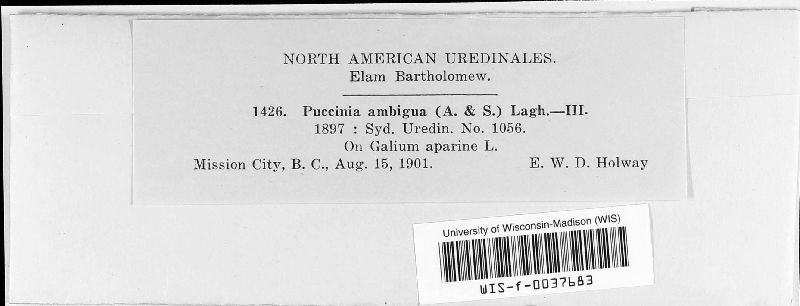 NORTH AMERICAN UREDINALES.
Elam Bartholomew.
1426. Puccinia ambigua (A. & S.) Lagh.—III.
1897 : Syd. Uredin. No. 1056.
On Galium aparine L.
Mission City, B. C., Aug. 15, 1901. E. W. D. Holway
University of Wisconsin-Madison (WIS)
WIS-f-0037683